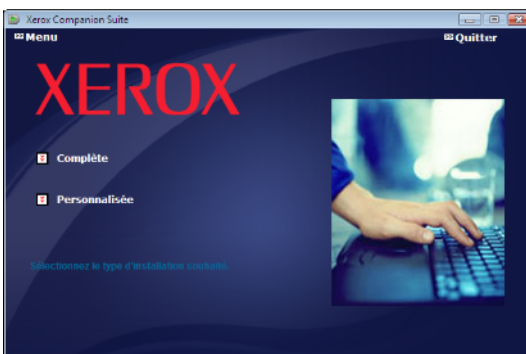 Xerox Companion Suite
Menu
Quitter
XEROX
Complète
Personnalisée
Sélectionnez le type d'installation souhaité.